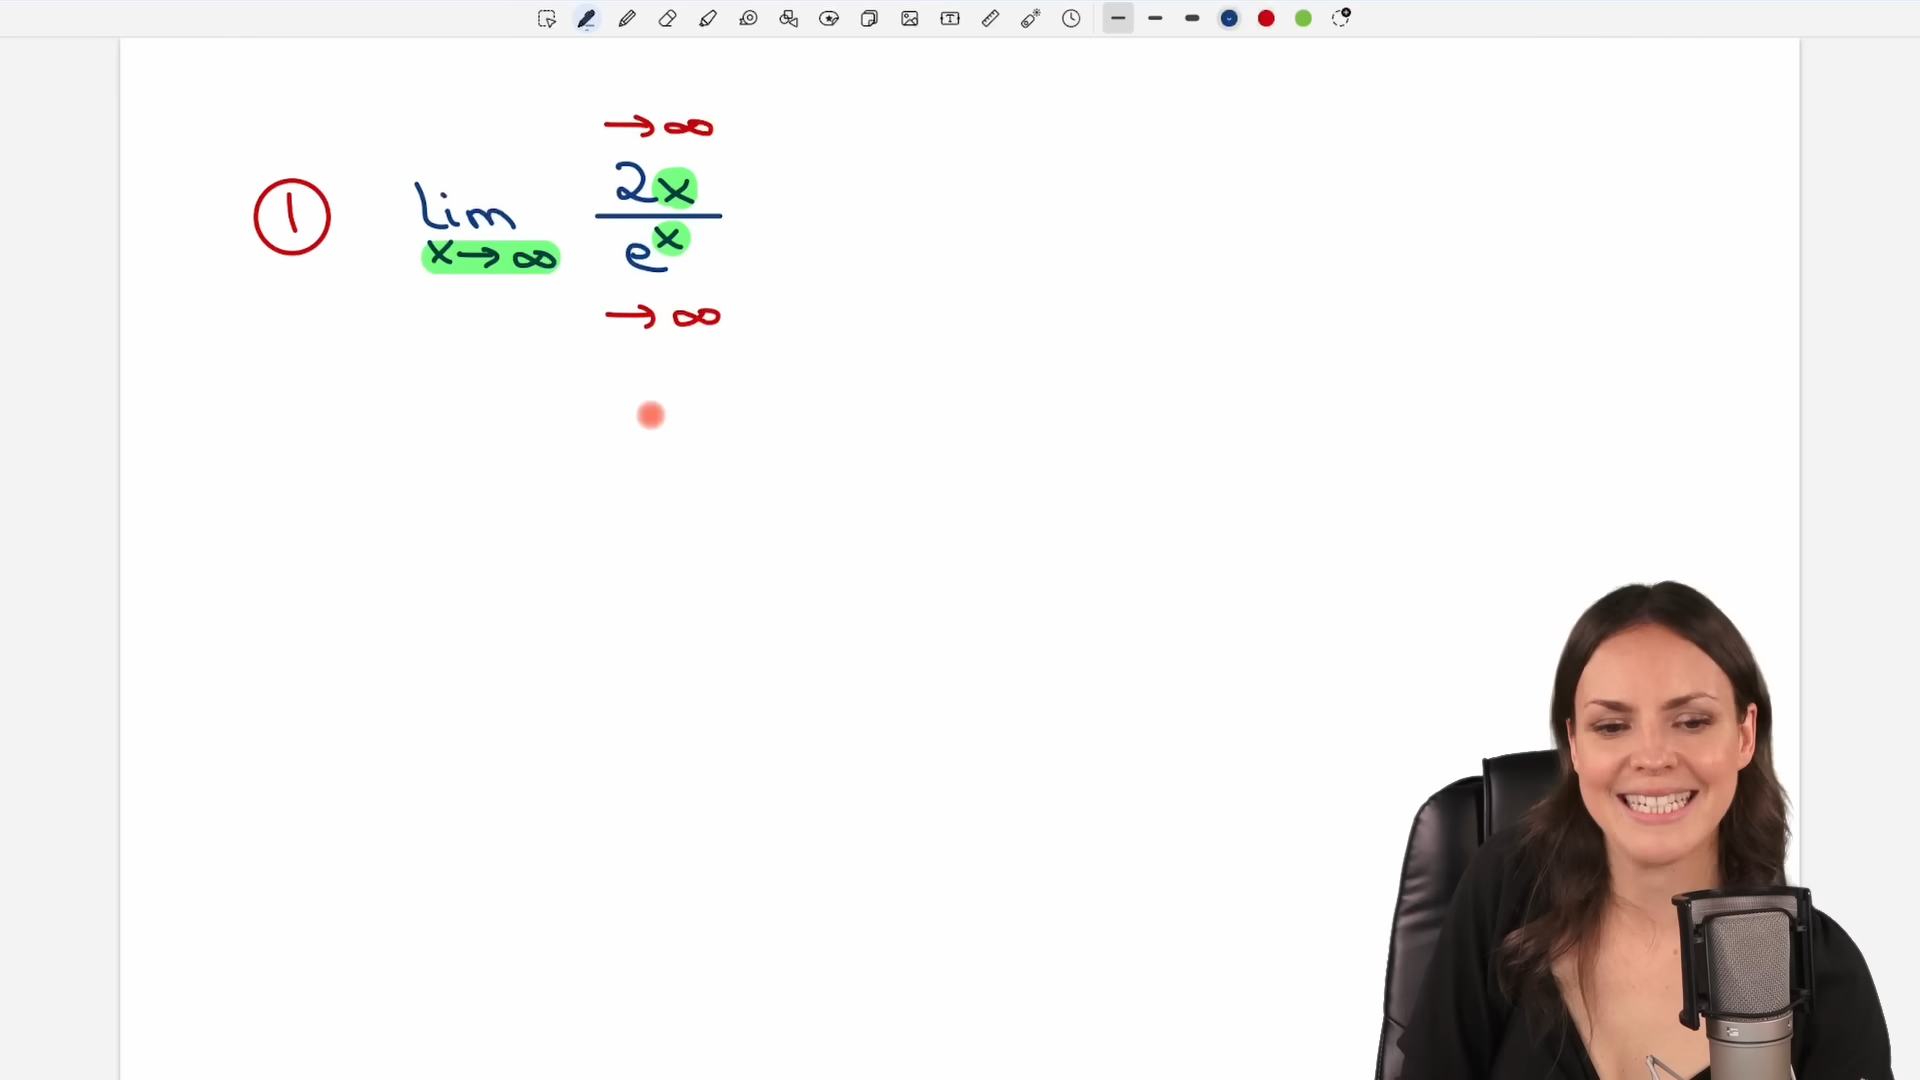 → ∞
① lim x→∞ 2x / e^x
→ ∞